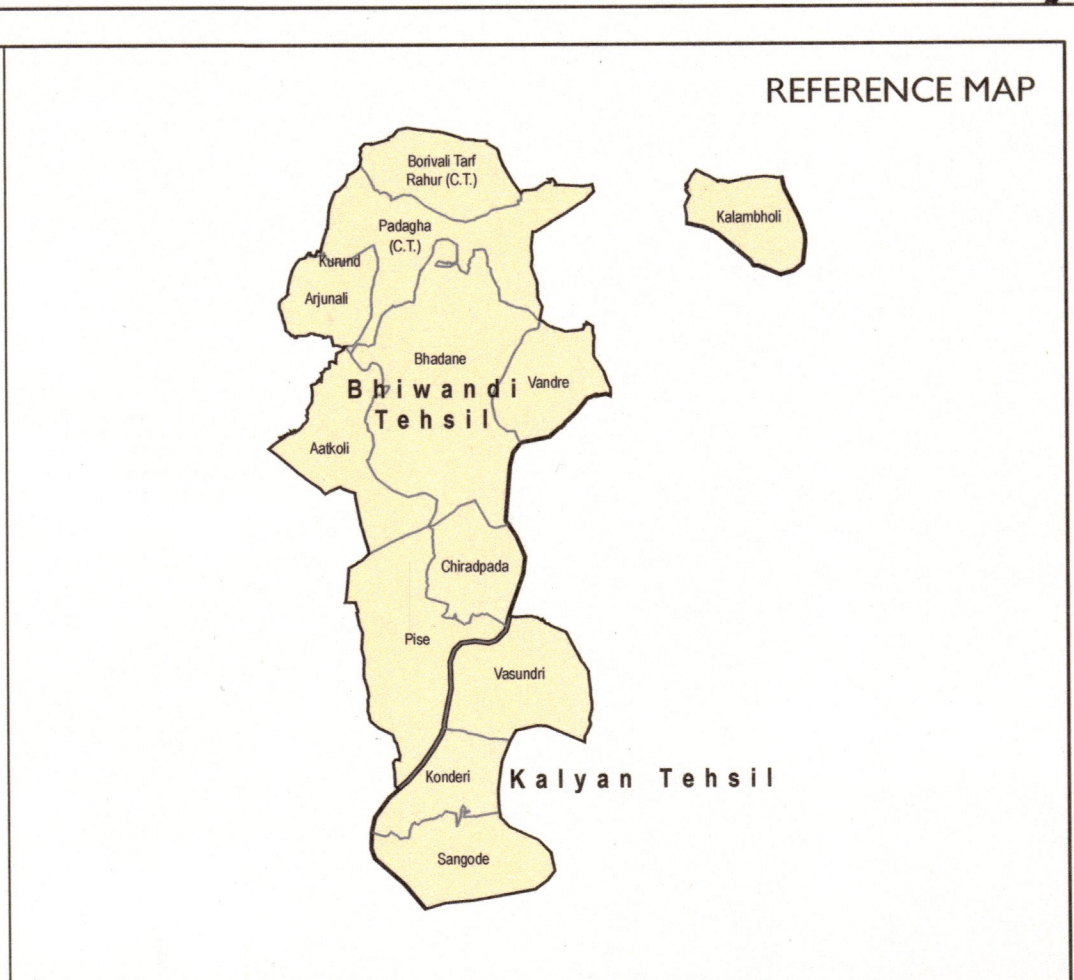 REFERENCE MAP
Borivali Tarf
Rahur (C.T.)
Kalambholi
Padagha
(C.T.)
Kurund
Arjunali
Bhadane
Vandre
Bhiwandi
Tehsil
Aatkoli
Chiradpada
Pise
Vasundri
Konderi
Kalyan Tehsil
Sangode